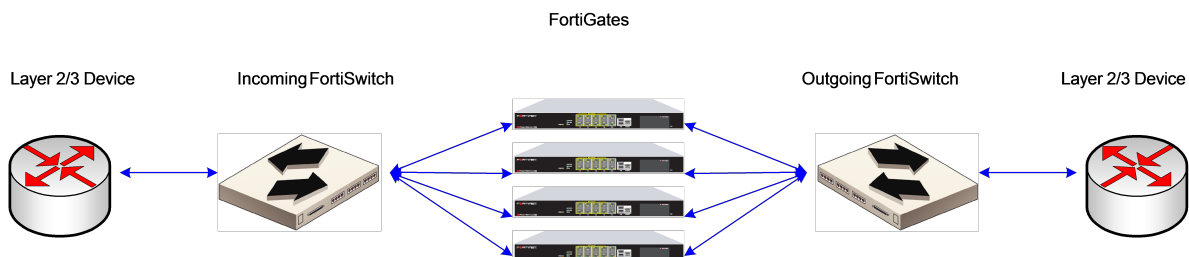 FortiGates
Layer 2/3 Device
Incoming FortiSwitch
Outgoing FortiSwitch
Layer 2/3 Device